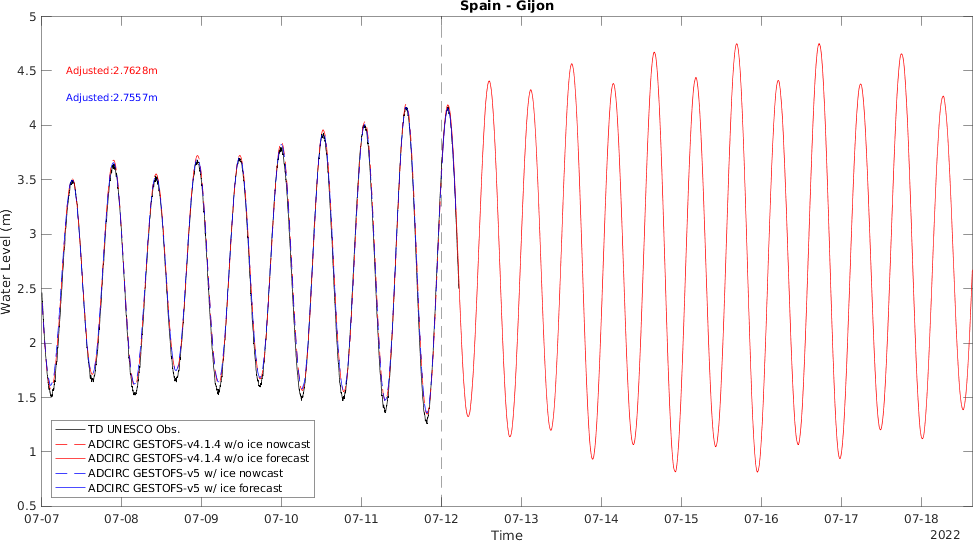 Spain - Gijon
5
4.5
4
3.5
3
2.5
2
1.5
1
0.5
Water Level (m)
Adjusted:2.7628m
Adjusted:2.7557m
TD UNESCO Obs.
ADCIRC GESTOFS-v4.1.4 w/o ice nowcast
ADCIRC GESTOFS-v4.1.4 w/o ice forecast
ADCIRC GESTOFS-v5 w/ ice nowcast
ADCIRC GESTOFS-v5 w/ ice forecast
07-07 07-08 07-09 07-10 07-11 07-12 07-13 07-14 07-15 07-16 07-17 07-18
Time
2022